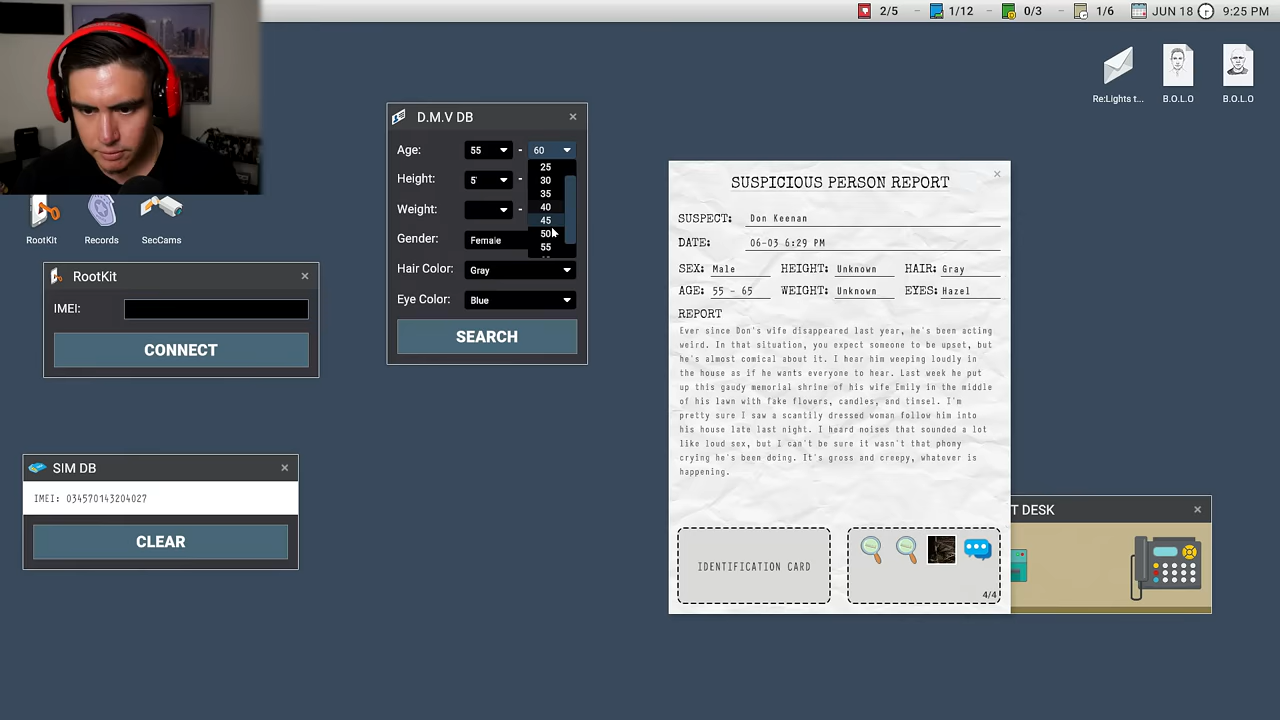 2/5
1/12
0/3
1/6
JUN 18
9:25 PM
Re:Lights t...
B.O.L.O
B.O.L.O
RootKit
Records
SecCams
RootKit
IMEI:
CONNECT
SIM DB
IMEI: 034570143204027
CLEAR
D.M.V DB
Age: 55 - 60
25
30
35
40
45
50
55
Height: 5' -
Weight: -
Gender: Female
Hair Color: Gray
Eye Color: Blue
SEARCH
SUSPICIOUS PERSON REPORT
SUSPECT: Don Keenan
DATE: 06-03 6:29 PM
SEX: Male HEIGHT: Unknown HAIR: Gray
AGE: 55 - 65 WEIGHT: Unknown EYES: Hazel
REPORT
Ever since Don's wife disappeared last year, he's been acting
weird. In that situation, you expect someone to be upset, but
he's almost comical about it. I hear him weeping loudly in
the house as if he wants everyone to hear. Last week he put
up this gaudy memorial shrine of his wife Emily in the middle
of his lawn with fake flowers, candles, and tinsel. I'm
pretty sure I saw a scantily dressed woman follow him into
his house late last night. I heard noises that sounded a lot
like loud sex, but I can't be sure it wasn't that phony
crying he's been doing. It's gross and creepy, whatever is
happening.
IDENTIFICATION CARD
4/4
T DESK